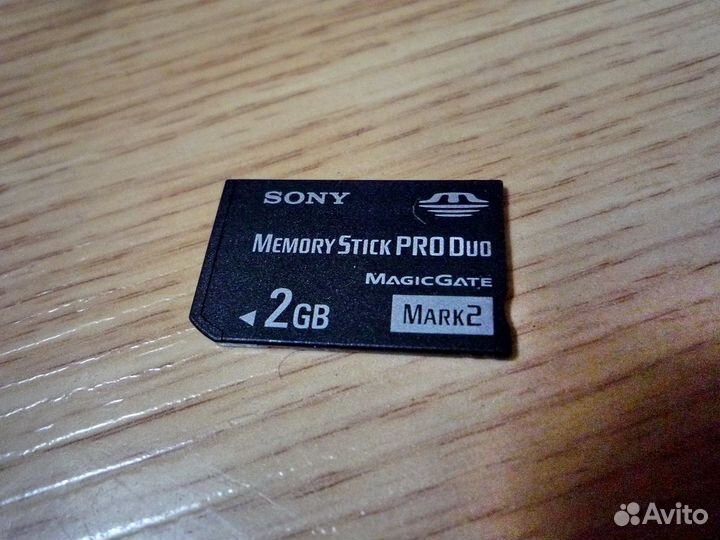 SONY
MEMORY STICK PRO DUO
MAGICGATE
◄ 2GB MARK2
Avito